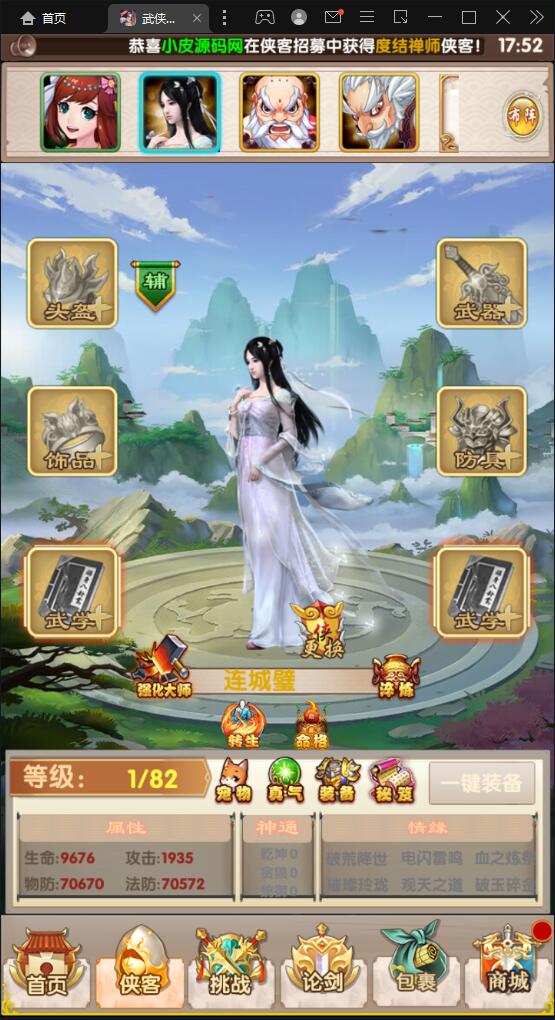 首页 武侠...
恭喜小皮源码网在侠客招募中获得度结禅师侠客! 17:52
布阵
头盔
辅
武器
饰品
防具
武学
武学
更换
强化大师
连城璧
淬炼
转生
命格
等级: 1/82
宠物
真气
装备
秘笈
一键装备
属性
神通
情缘
生命:9676 攻击:1935
物防:70670 法防:70572
乾坤0
贪狼0
破荒降世 电闪雷鸣 血之炼
璀璨玲珑 观天之道 破玉碎金
首页
侠客
挑战
论剑
包裹
商城